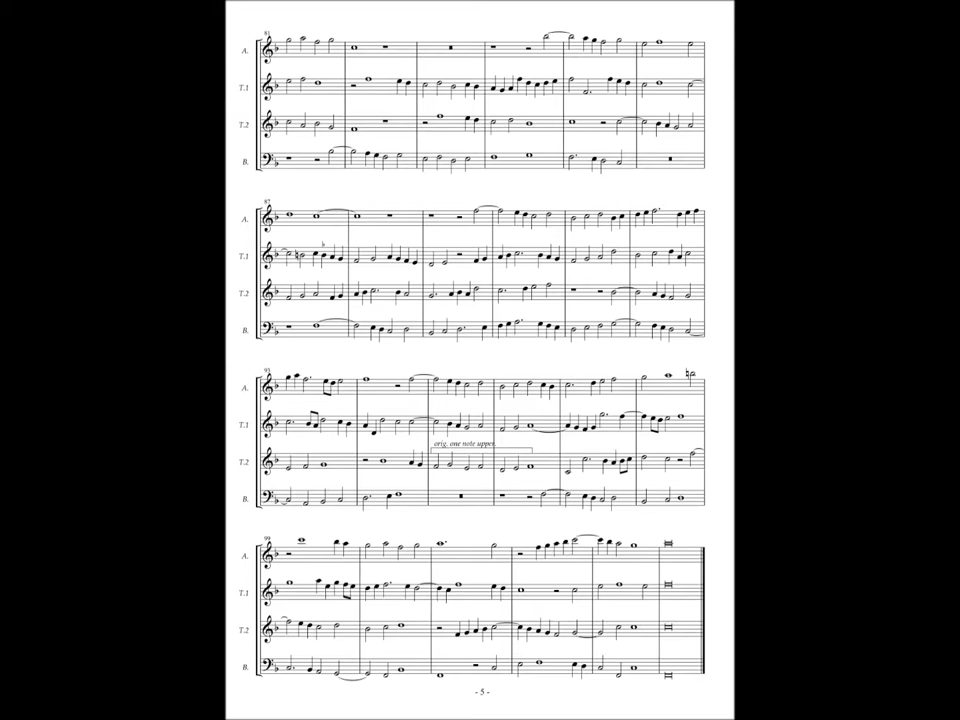 81
A.
T.1
T.2
B.
87
A.
T.1
T.2
B.
93
A.
T.1
orig. one note upper.
T.2
B.
99
A.
T.1
T.2
B.
- 5 -